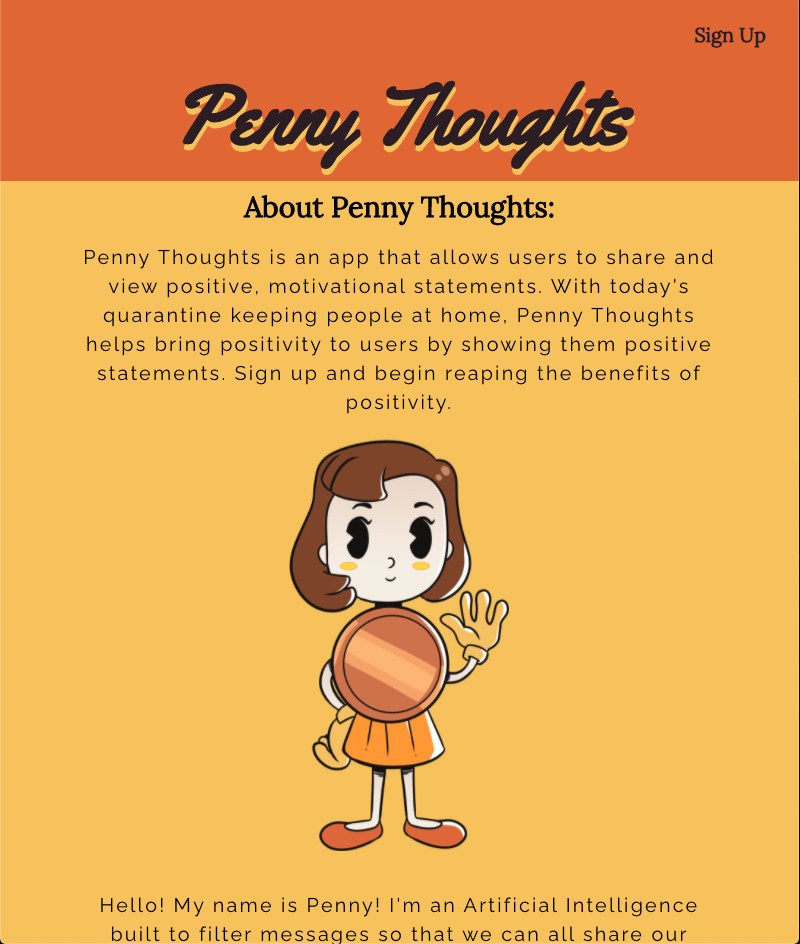 Sign Up
Penny Thoughts
About Penny Thoughts:
Penny Thoughts is an app that allows users to share and
view positive, motivational statements. With today's
quarantine keeping people at home, Penny Thoughts
helps bring positivity to users by showing them positive
statements. Sign up and begin reaping the benefits of
positivity.
Hello! My name is Penny! I'm an Artificial Intelligence
built to filter messages so that we can all share our